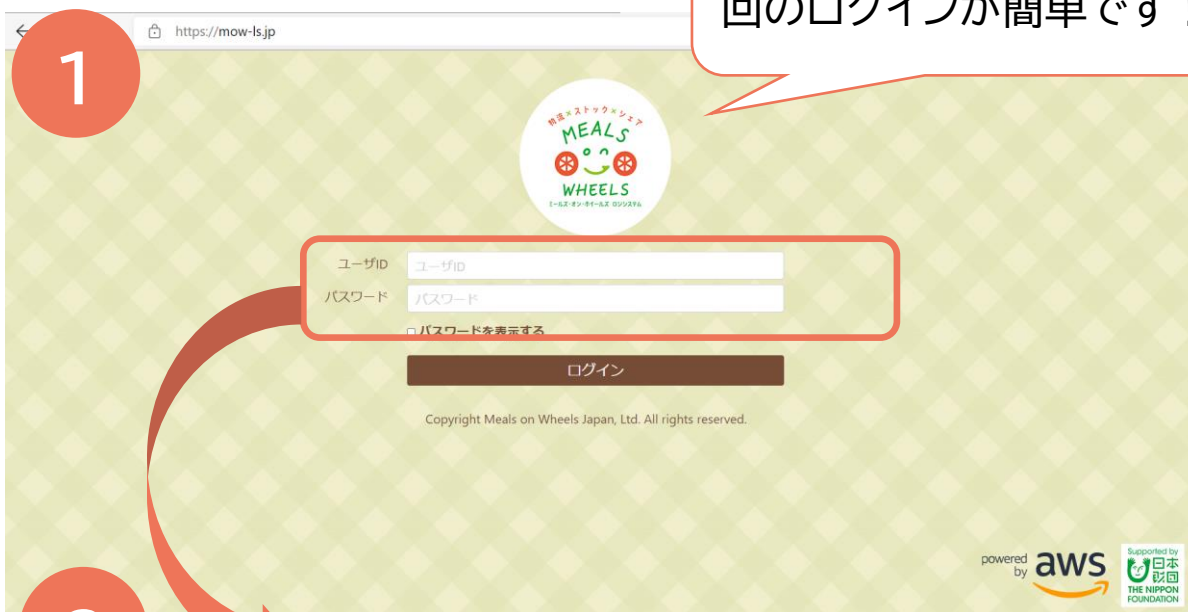 回のログインが簡単です
1
https://mow-ls.jp
物流×ストック×シェア
MEALS
on
WHEELS
ミールズ・オン・ホイールズ ロジシステム
ユーザID
ユーザID
パスワード
パスワード
パスワードを表示する
ログイン
Copyright Meals on Wheels Japan, Ltd. All rights reserved.
powered
by
aws
Supported by
日本
財団
THE NIPPON
FOUNDATION